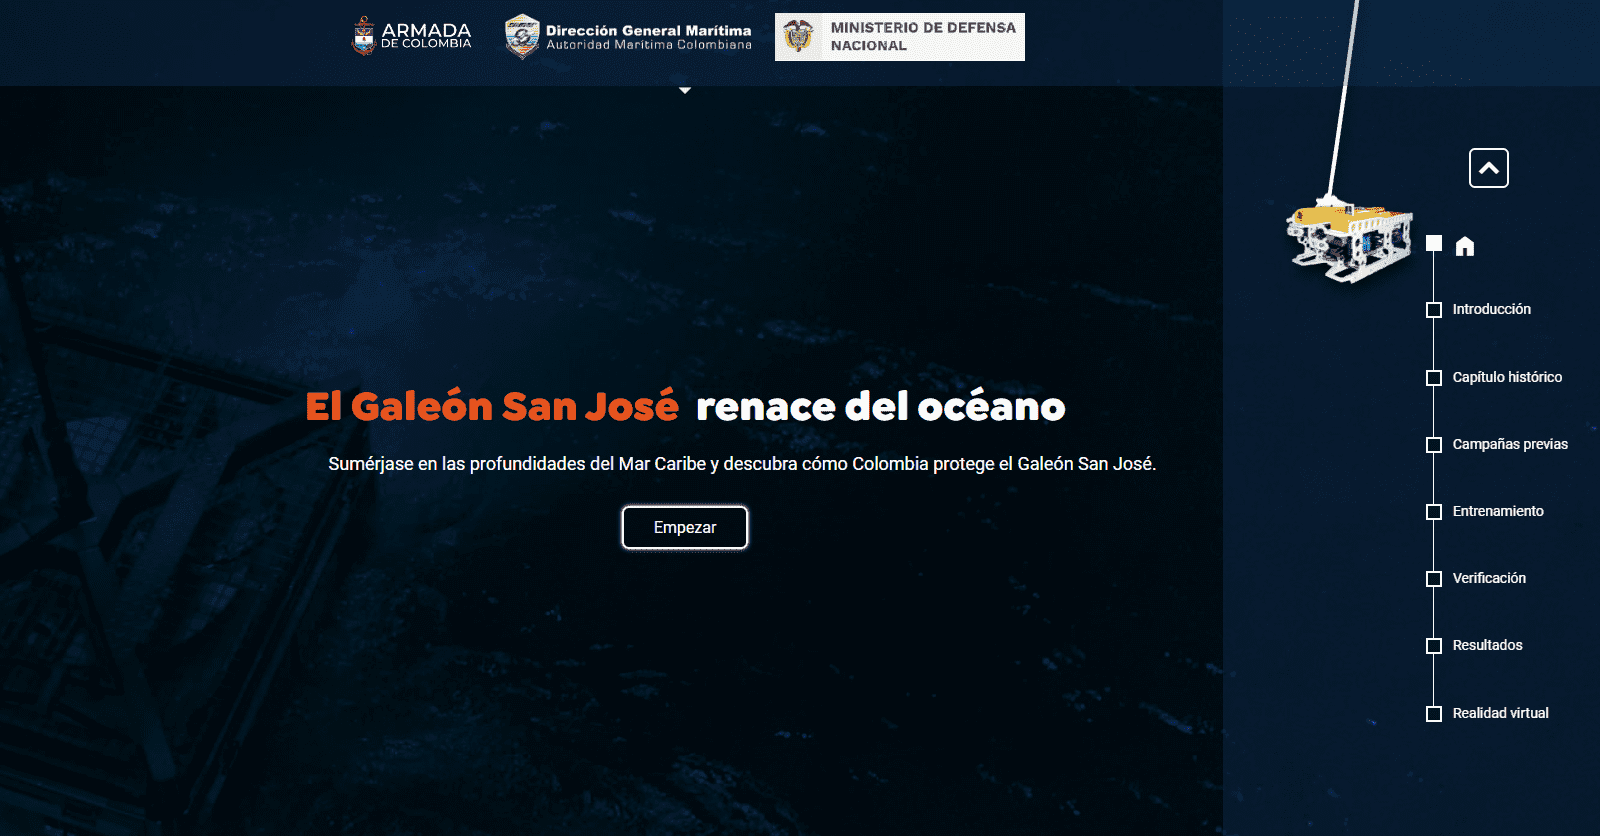 ARMADA
DE COLOMBIA
Dirección General Marítima
Autoridad Marítima Colombiana
MINISTERIO DE DEFENSA
NACIONAL
El Galeón San José renace del océano
Sumérjase en las profundidades del Mar Caribe y descubra cómo Colombia protege el Galeón San José.
Empezar
Introducción
Capítulo histórico
Campañas previas
Entrenamiento
Verificación
Resultados
Realidad virtual